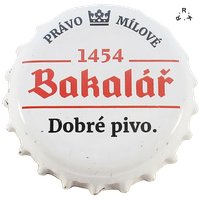 PRÁVO MÍLOVÉ
1454
Bakalář
Dobré pivo.